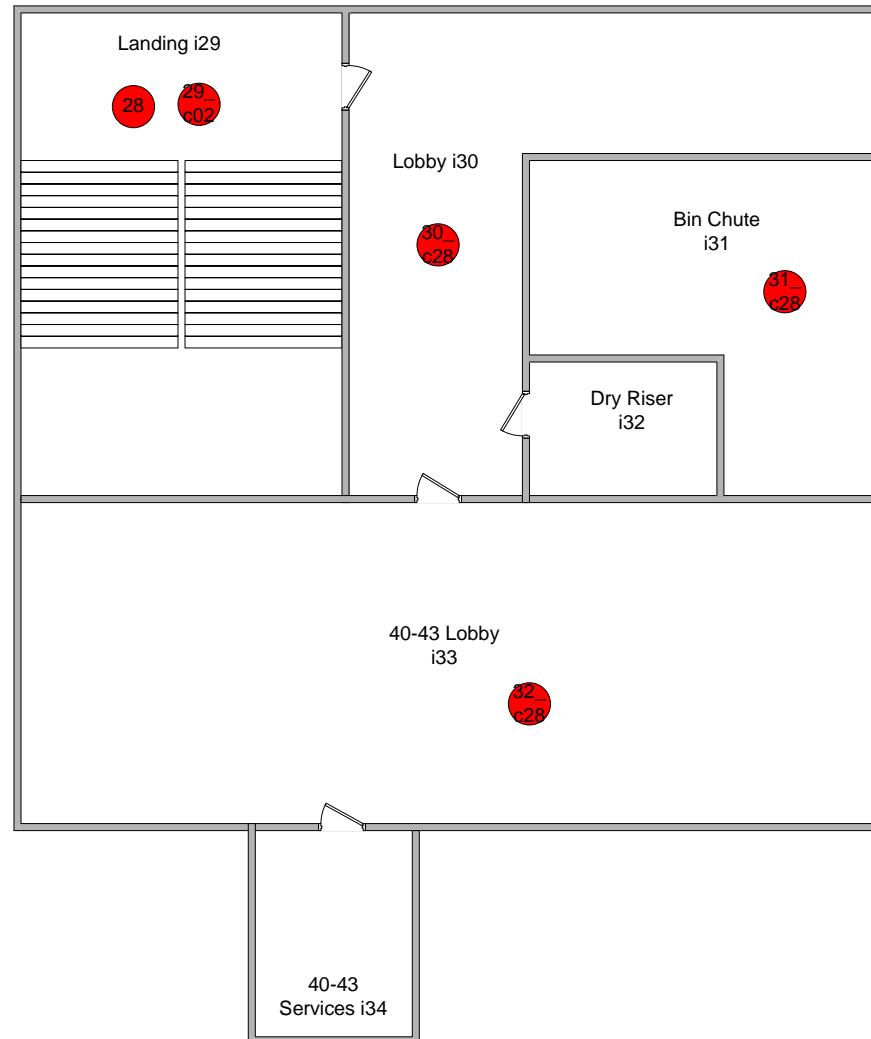 Landing i29
28
29_
c02
Lobby i30
30_
c28
Bin Chute
i31
31_
c28
Dry Riser
i32
40-43 Lobby
i33
32_
c28
40-43
Services i34